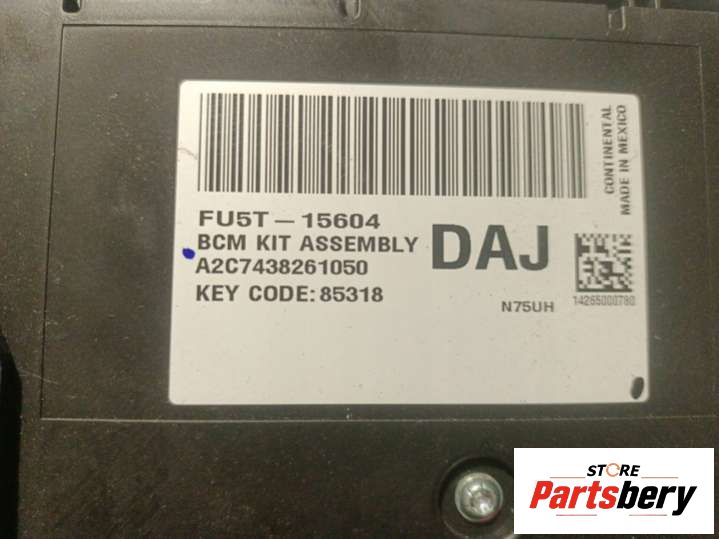 FU5T-15604
BCM KIT ASSEMBLY
A2C7438261050
KEY CODE: 85318
DAJ
N75UH
14265000780
CONTINENTAL
MADE IN MEXICO
STORE
Partsbery